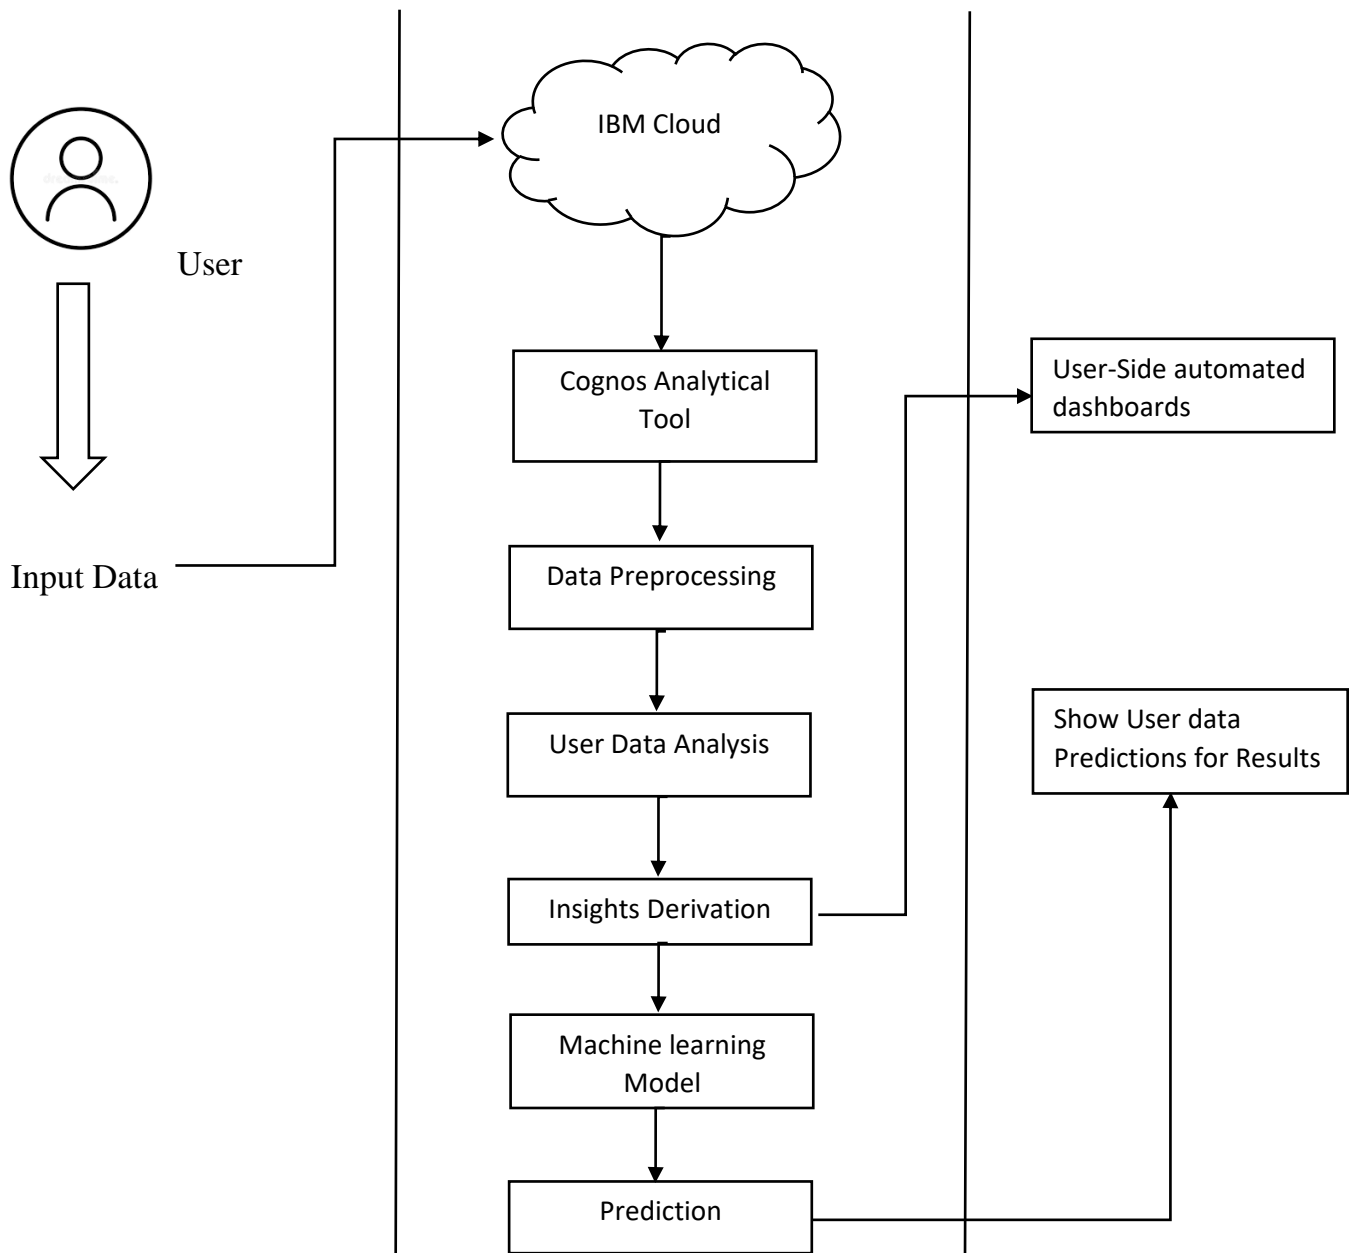 IBM Cloud
User
Cognos Analytical
Tool
User-Side automated
dashboards
Input Data
Data Preprocessing
User Data Analysis
Show User data
Predictions for Results
Insights Derivation
Machine learning
Model
Prediction